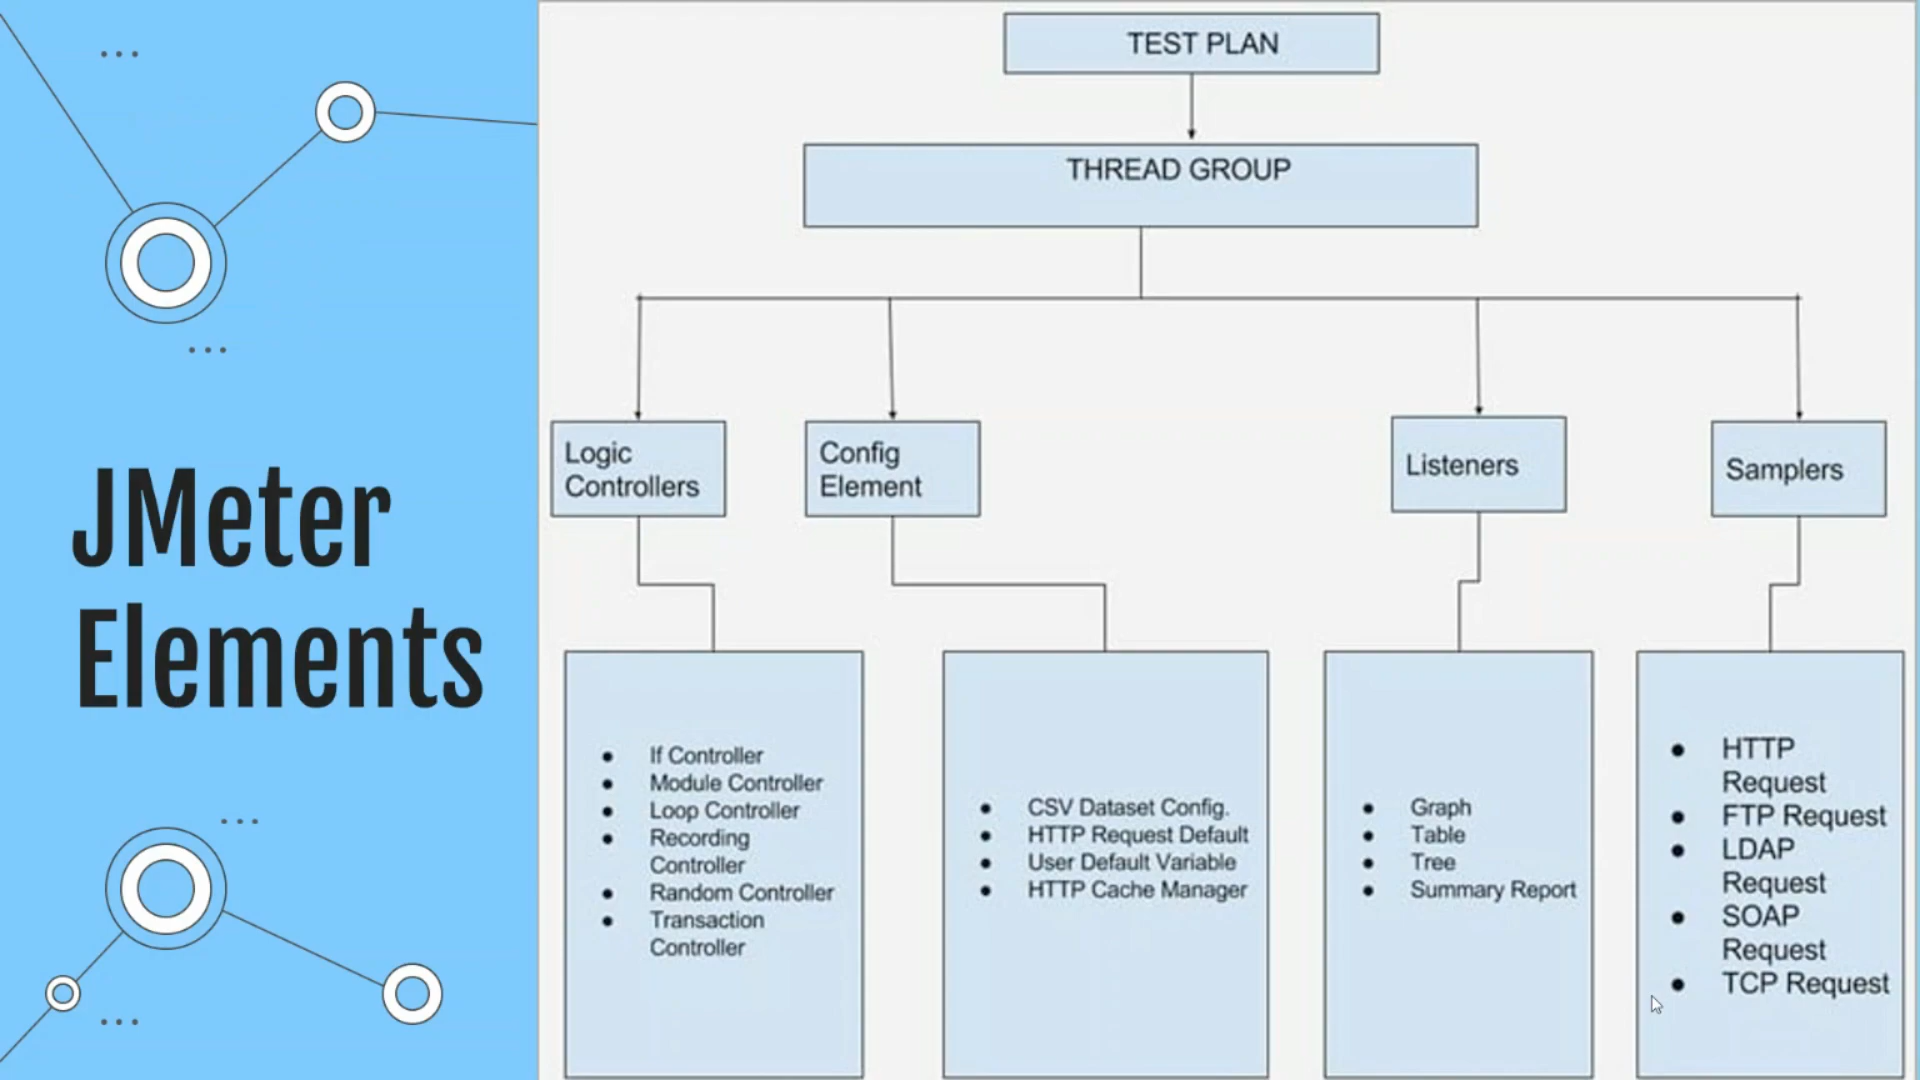 JMeter
Elements
TEST PLAN
THREAD GROUP
Logic
Controllers
Config
Element
Listeners
Samplers
● If Controller
● Module Controller
● Loop Controller
● Recording
Controller
● Random Controller
● Transaction
Controller
● CSV Dataset Config.
● HTTP Request Default
● User Default Variable
● HTTP Cache Manager
● Graph
● Table
● Tree
● Summary Report
● HTTP
Request
● FTP Request
● LDAP
Request
● SOAP
Request
● TCP Request